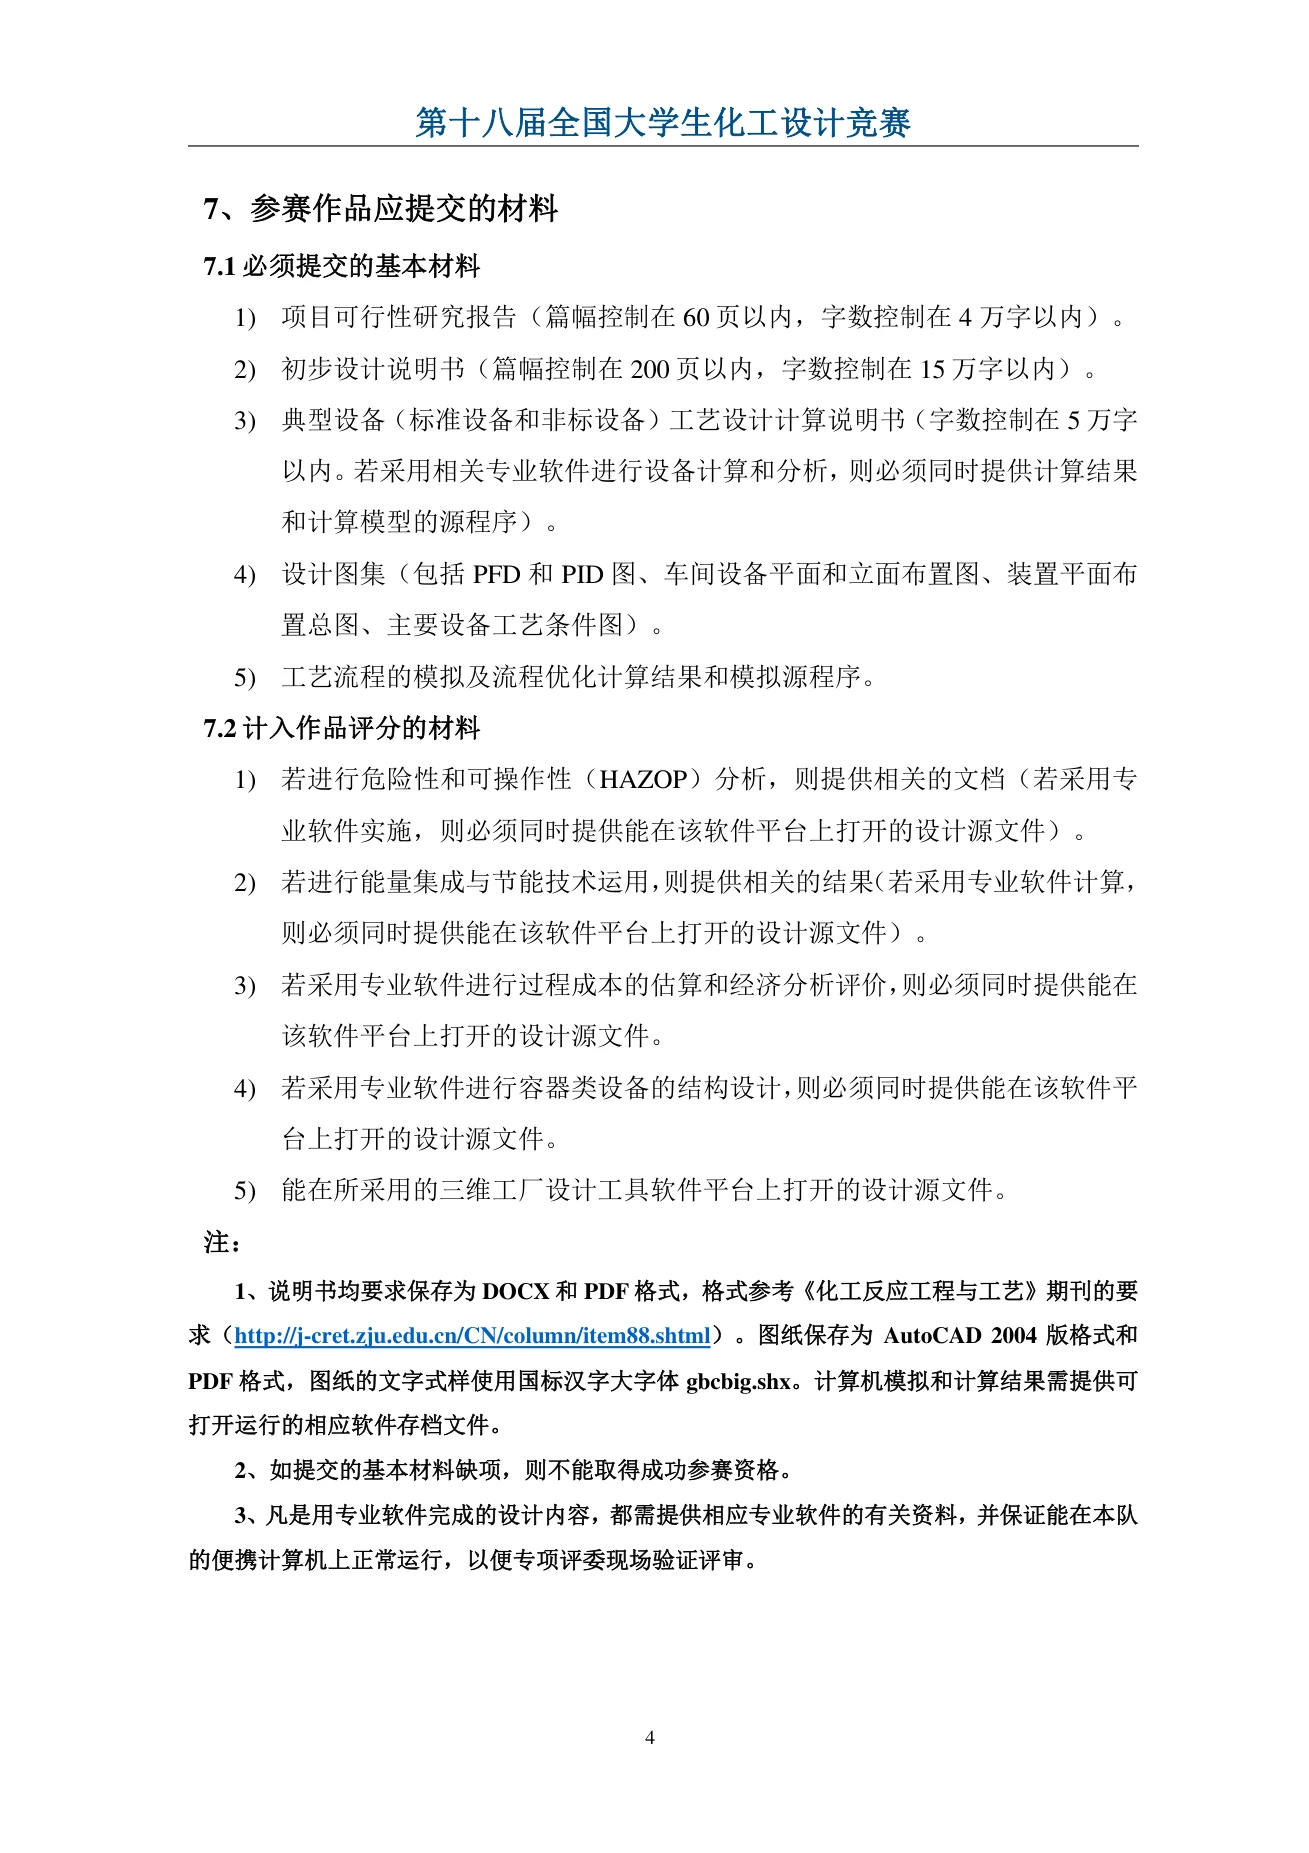 第十八届全国大学生化工设计竞赛
7、参赛作品应提交的材料
7.1 必须提交的基本材料
1) 项目可行性研究报告（篇幅控制在 60 页以内，字数控制在 4 万字以内）。
2) 初步设计说明书（篇幅控制在 200 页以内，字数控制在 15 万字以内）。
3) 典型设备（标准设备和非标设备）工艺设计计算说明书（字数控制在 5 万字
以内。若采用相关专业软件进行设备计算和分析，则必须同时提供计算结果
和计算模型的源程序）。
4) 设计图集（包括 PFD 和 PID 图、车间设备平面和立面布置图、装置平面布
置总图、主要设备工艺条件图）。
5) 工艺流程的模拟及流程优化计算结果和模拟源程序。
7.2 计入作品评分的材料
1) 若进行危险性和可操作性（HAZOP）分析，则提供相关的文档（若采用专
业软件实施，则必须同时提供能在该软件平台上打开的设计源文件）。
2) 若进行能量集成与节能技术运用，则提供相关的结果（若采用专业软件计算，
则必须同时提供能在该软件平台上打开的设计源文件）。
3) 若采用专业软件进行过程成本的估算和经济分析评价，则必须同时提供能在
该软件平台上打开的设计源文件。
4) 若采用专业软件进行容器类设备的结构设计，则必须同时提供能在该软件平
台上打开的设计源文件。
5) 能在所采用的三维工厂设计工具软件平台上打开的设计源文件。
注：
1、说明书均要求保存为 DOCX 和 PDF 格式，格式参考《化工反应工程与工艺》期刊的要
求（http://j-cret.zju.edu.cn/CN/column/item88.shtml）。图纸保存为 AutoCAD 2004 版格式和
PDF 格式，图纸的文字式样使用国标汉字大字体 gbcbig.shx。计算机模拟和计算结果需提供可
打开运行的相应软件存档文件。
2、如提交的基本材料缺项，则不能取得成功参赛资格。
3、凡是用专业软件完成的设计内容，都需提供相应专业软件的有关资料，并保证能在本队
的便携计算机上正常运行，以便专项评委现场验证评审。
4